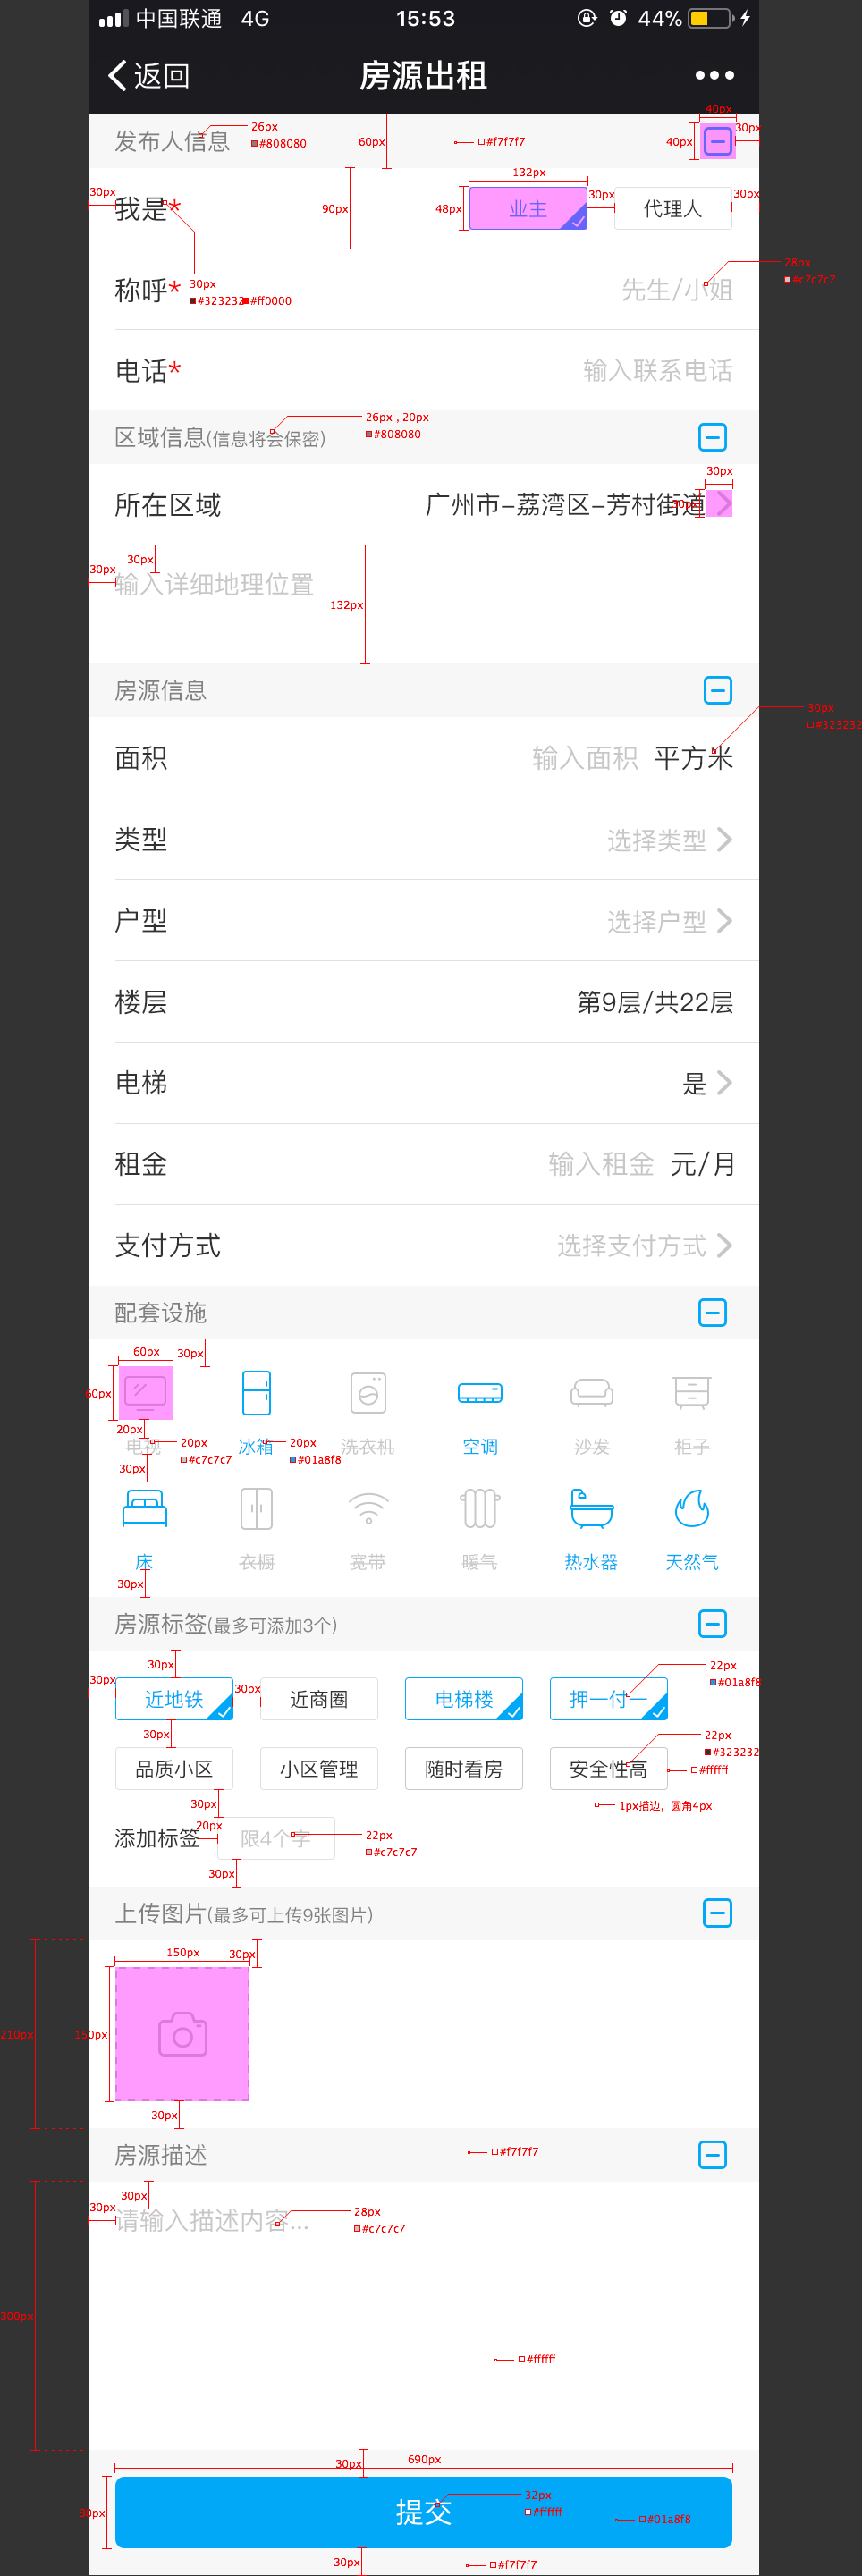 中国联通 4G 15:53 44%
返回 房源出租
40px
发布人信息 26px #808080 60px #f7f7f7 40px 30px
132px
30px 我是* 90px 48px 业主 30px 代理人 30px
称呼* 30px #323232 #ff0000 先生/小姐 28px #c7c7c7
电话* 输入联系电话
26px , 20px
区域信息(信息将会保密) #808080
30px
所在区域 广州市-荔湾区-芳村街道 30px
30px
30px 输入详细地理位置
132px
房源信息
30px
#323232
面积 输入面积 平方米
类型 选择类型
户型 选择户型
楼层 第9层/共22层
电梯 是
租金 输入租金 元/月
支付方式 选择支付方式
配套设施
60px 30px
60px
20px
电视 20px #c7c7c7 冰箱 20px #01a8f8 洗衣机 空调 沙发 柜子
30px
床 衣橱 宽带 暖气 热水器 天然气
30px
房源标签(最多可添加3个)
30px 22px
30px #01a8f8
近地铁 30px 近商圈 电梯楼 押一付一
30px 22px
#323232
品质小区 小区管理 随时看房 安全性高 #ffffff
30px 1px描边，圆角4px
添加标签 20px 限4个字 22px
#c7c7c7
30px
上传图片(最多可上传9张图片)
150px 30px
210px 150px
30px
房源描述 #f7f7f7
30px
30px 请输入描述内容... 28px
#c7c7c7
300px
#ffffff
30px 690px
80px 提交 32px
#ffffff #01a8f8
30px #f7f7f7